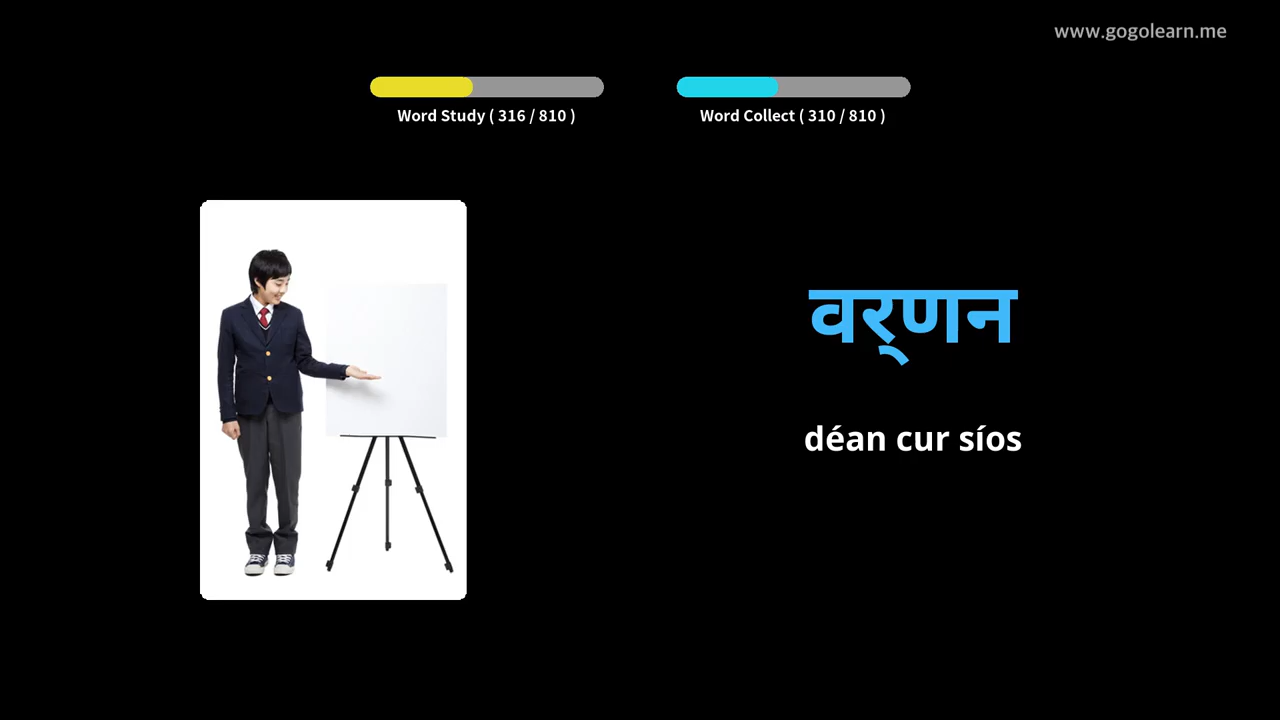 www.gogolearn.me
Word Study ( 316 / 810 )
Word Collect ( 310 / 810 )
वर्‌णन
déan cur síos